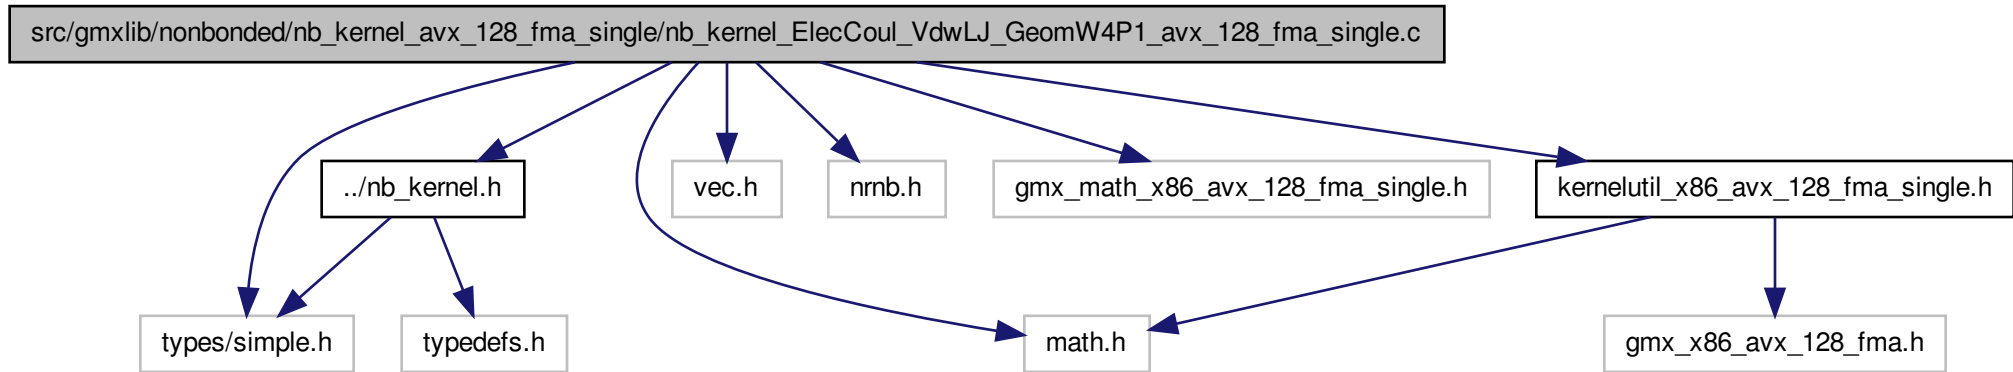 src/gmxlib/nonbonded/nb_kernel_avx_128_fma_single/nb_kernel_ElecCoul_VdwLJ_GeomW4P1_avx_128_fma_single.c
../nb_kernel.h
vec.h
nrnb.h
gmx_math_x86_avx_128_fma_single.h
kernelutil_x86_avx_128_fma_single.h
types/simple.h
typedefs.h
math.h
gmx_x86_avx_128_fma.h